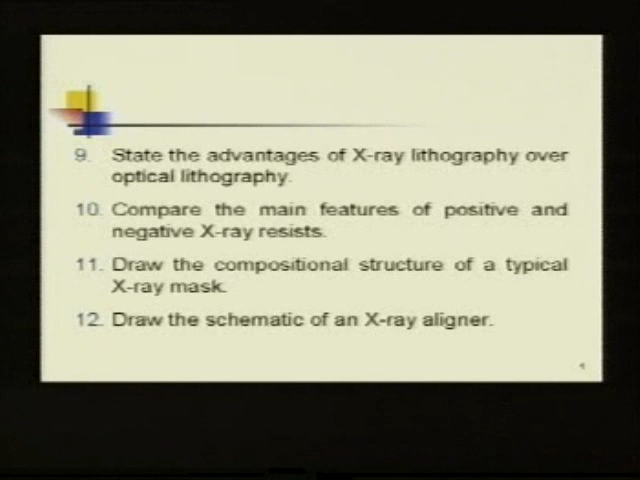 9. State the advantages of X-ray lithography over
optical lithography.
10. Compare the main features of positive and
negative X-ray resists.
11. Draw the compositional structure of a typical
X-ray mask.
12. Draw the schematic of an X-ray aligner.